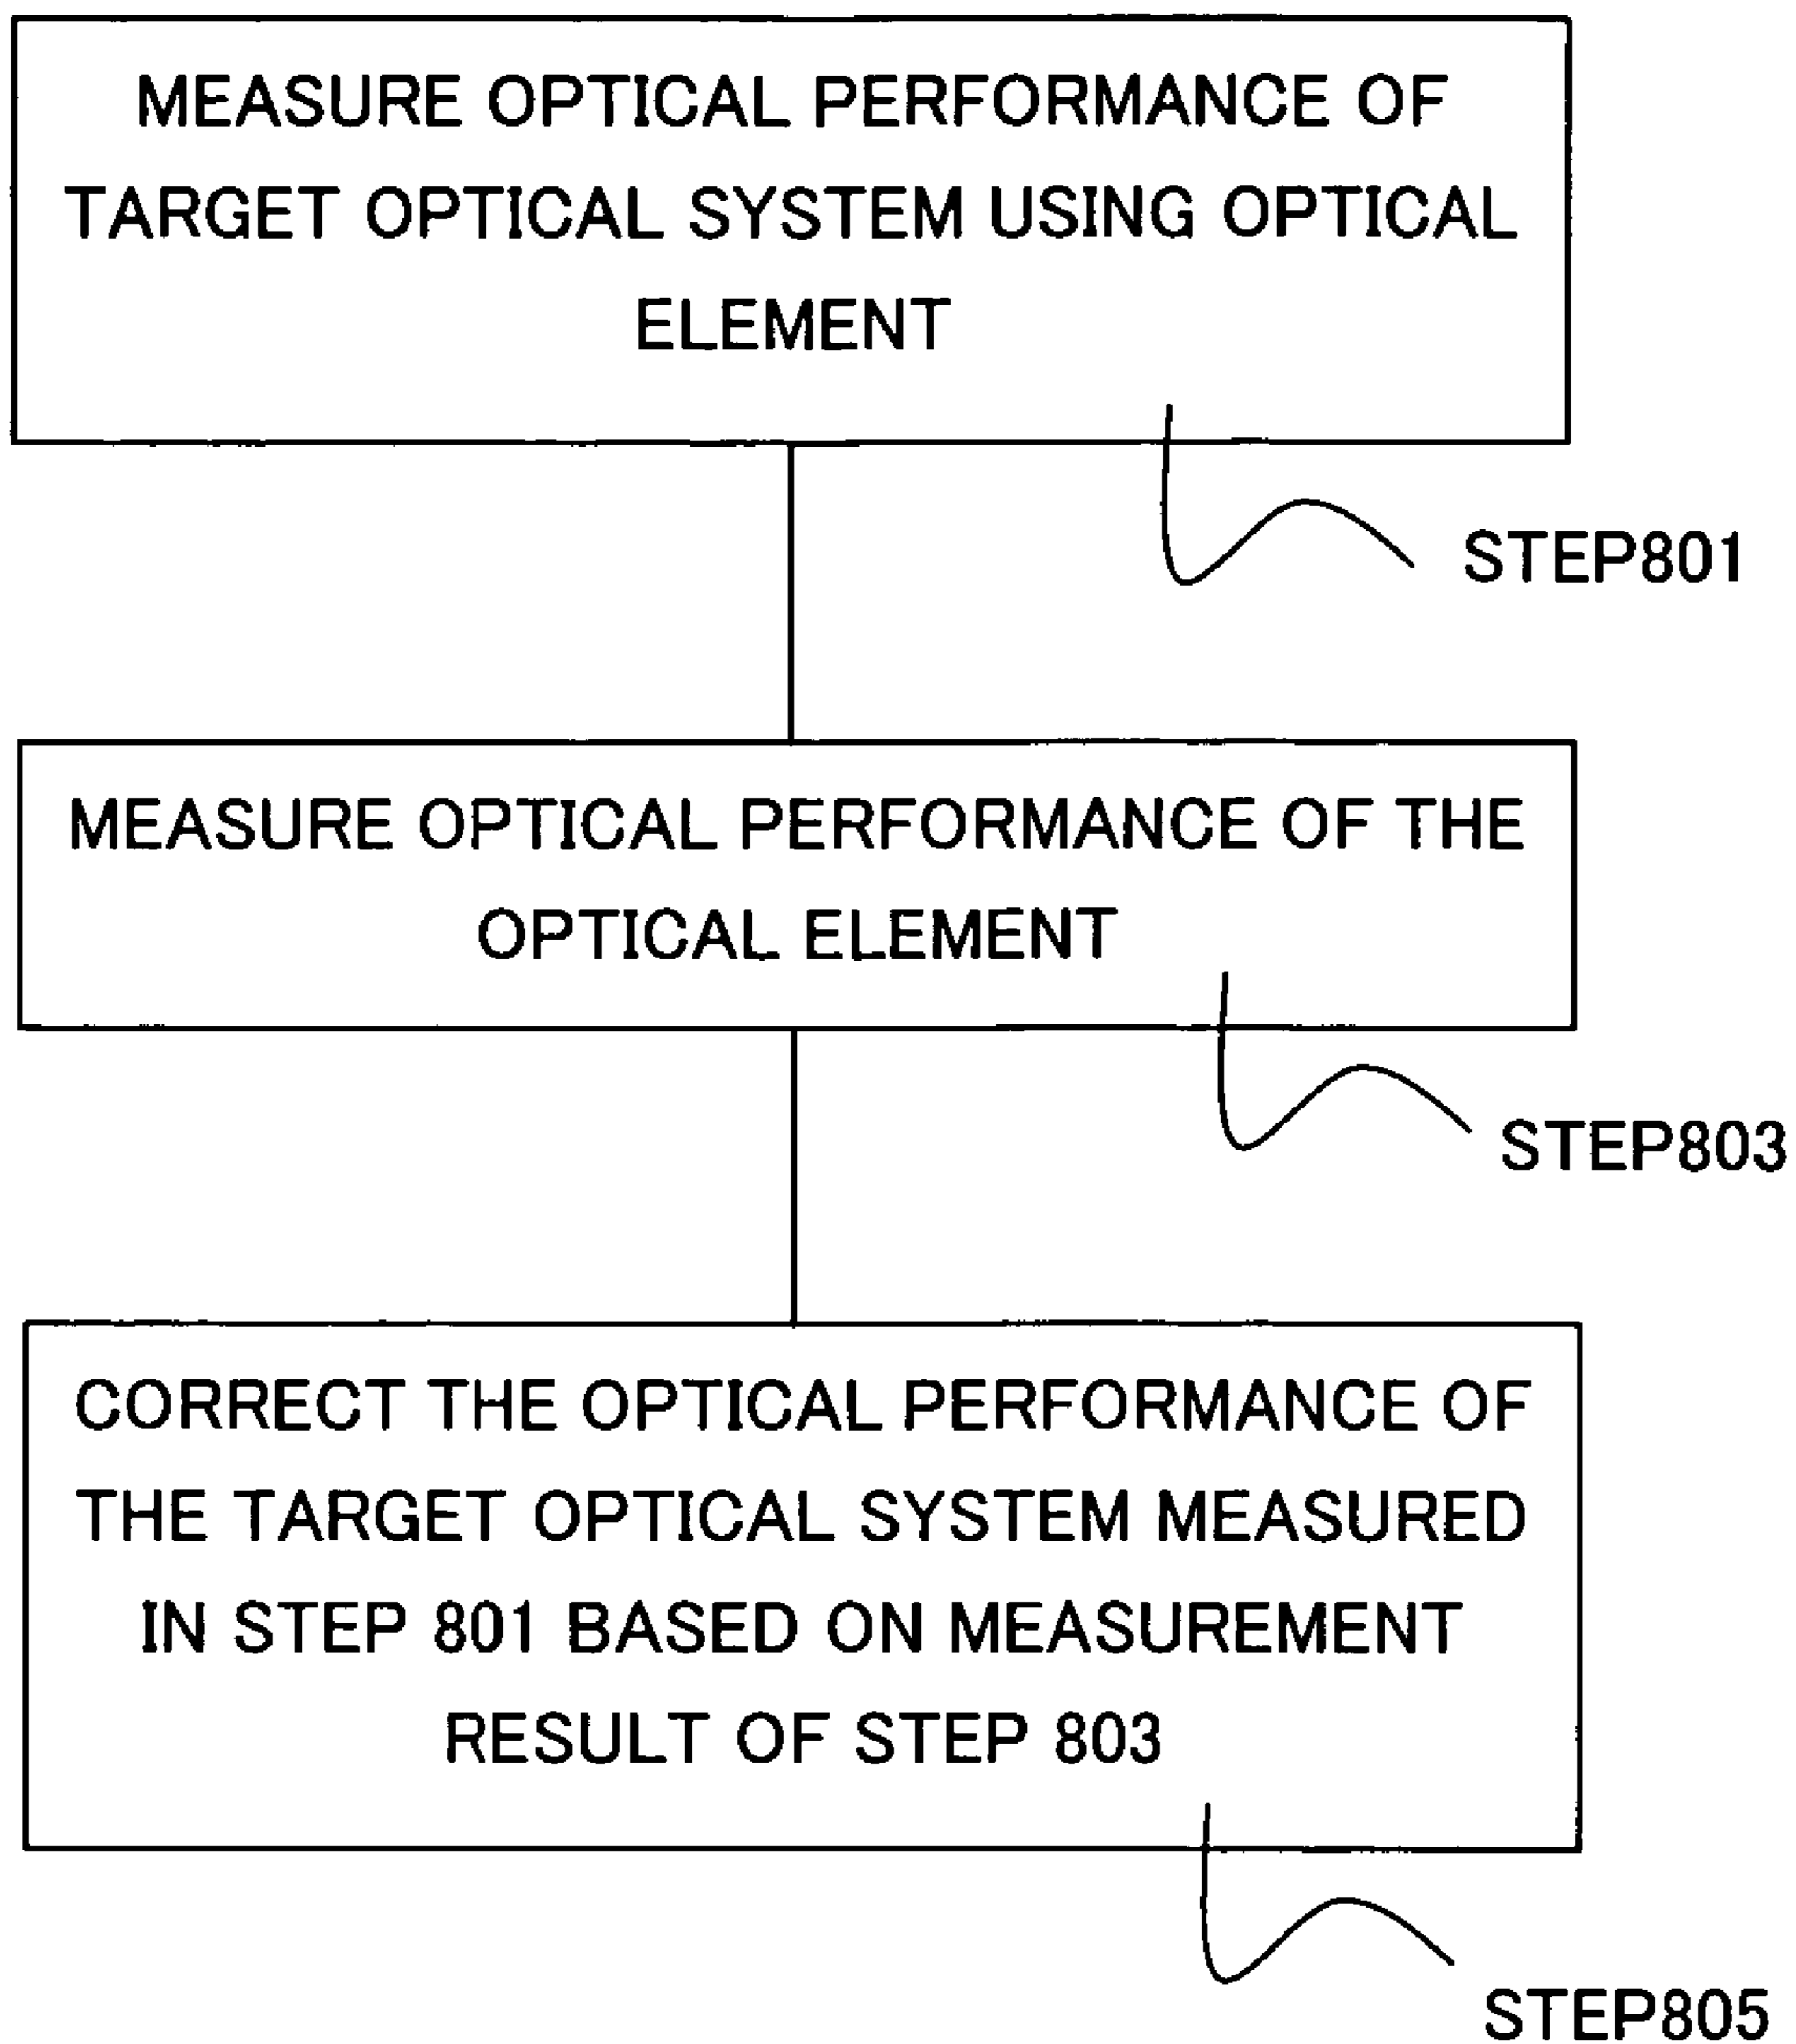 MEASURE OPTICAL PERFORMANCE OF
TARGET OPTICAL SYSTEM USING OPTICAL
ELEMENT
STEP801
MEASURE OPTICAL PERFORMANCE OF THE
OPTICAL ELEMENT
STEP803
CORRECT THE OPTICAL PERFORMANCE OF
THE TARGET OPTICAL SYSTEM MEASURED
IN STEP 801 BASED ON MEASUREMENT
RESULT OF STEP 803
STEP805